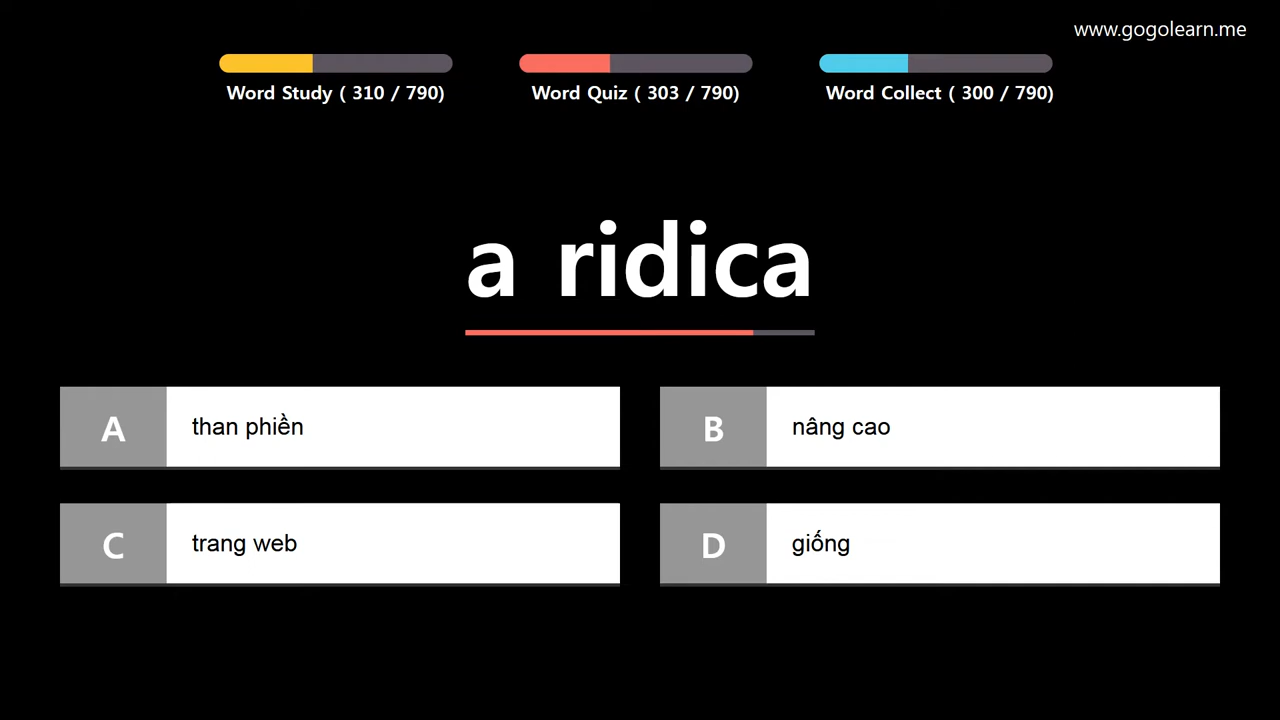 www.gogolearn.me
Word Study ( 310 / 790)
Word Quiz ( 303 / 790)
Word Collect ( 300 / 790)
a ridica
A than phiền
B nâng cao
C trang web
D giống